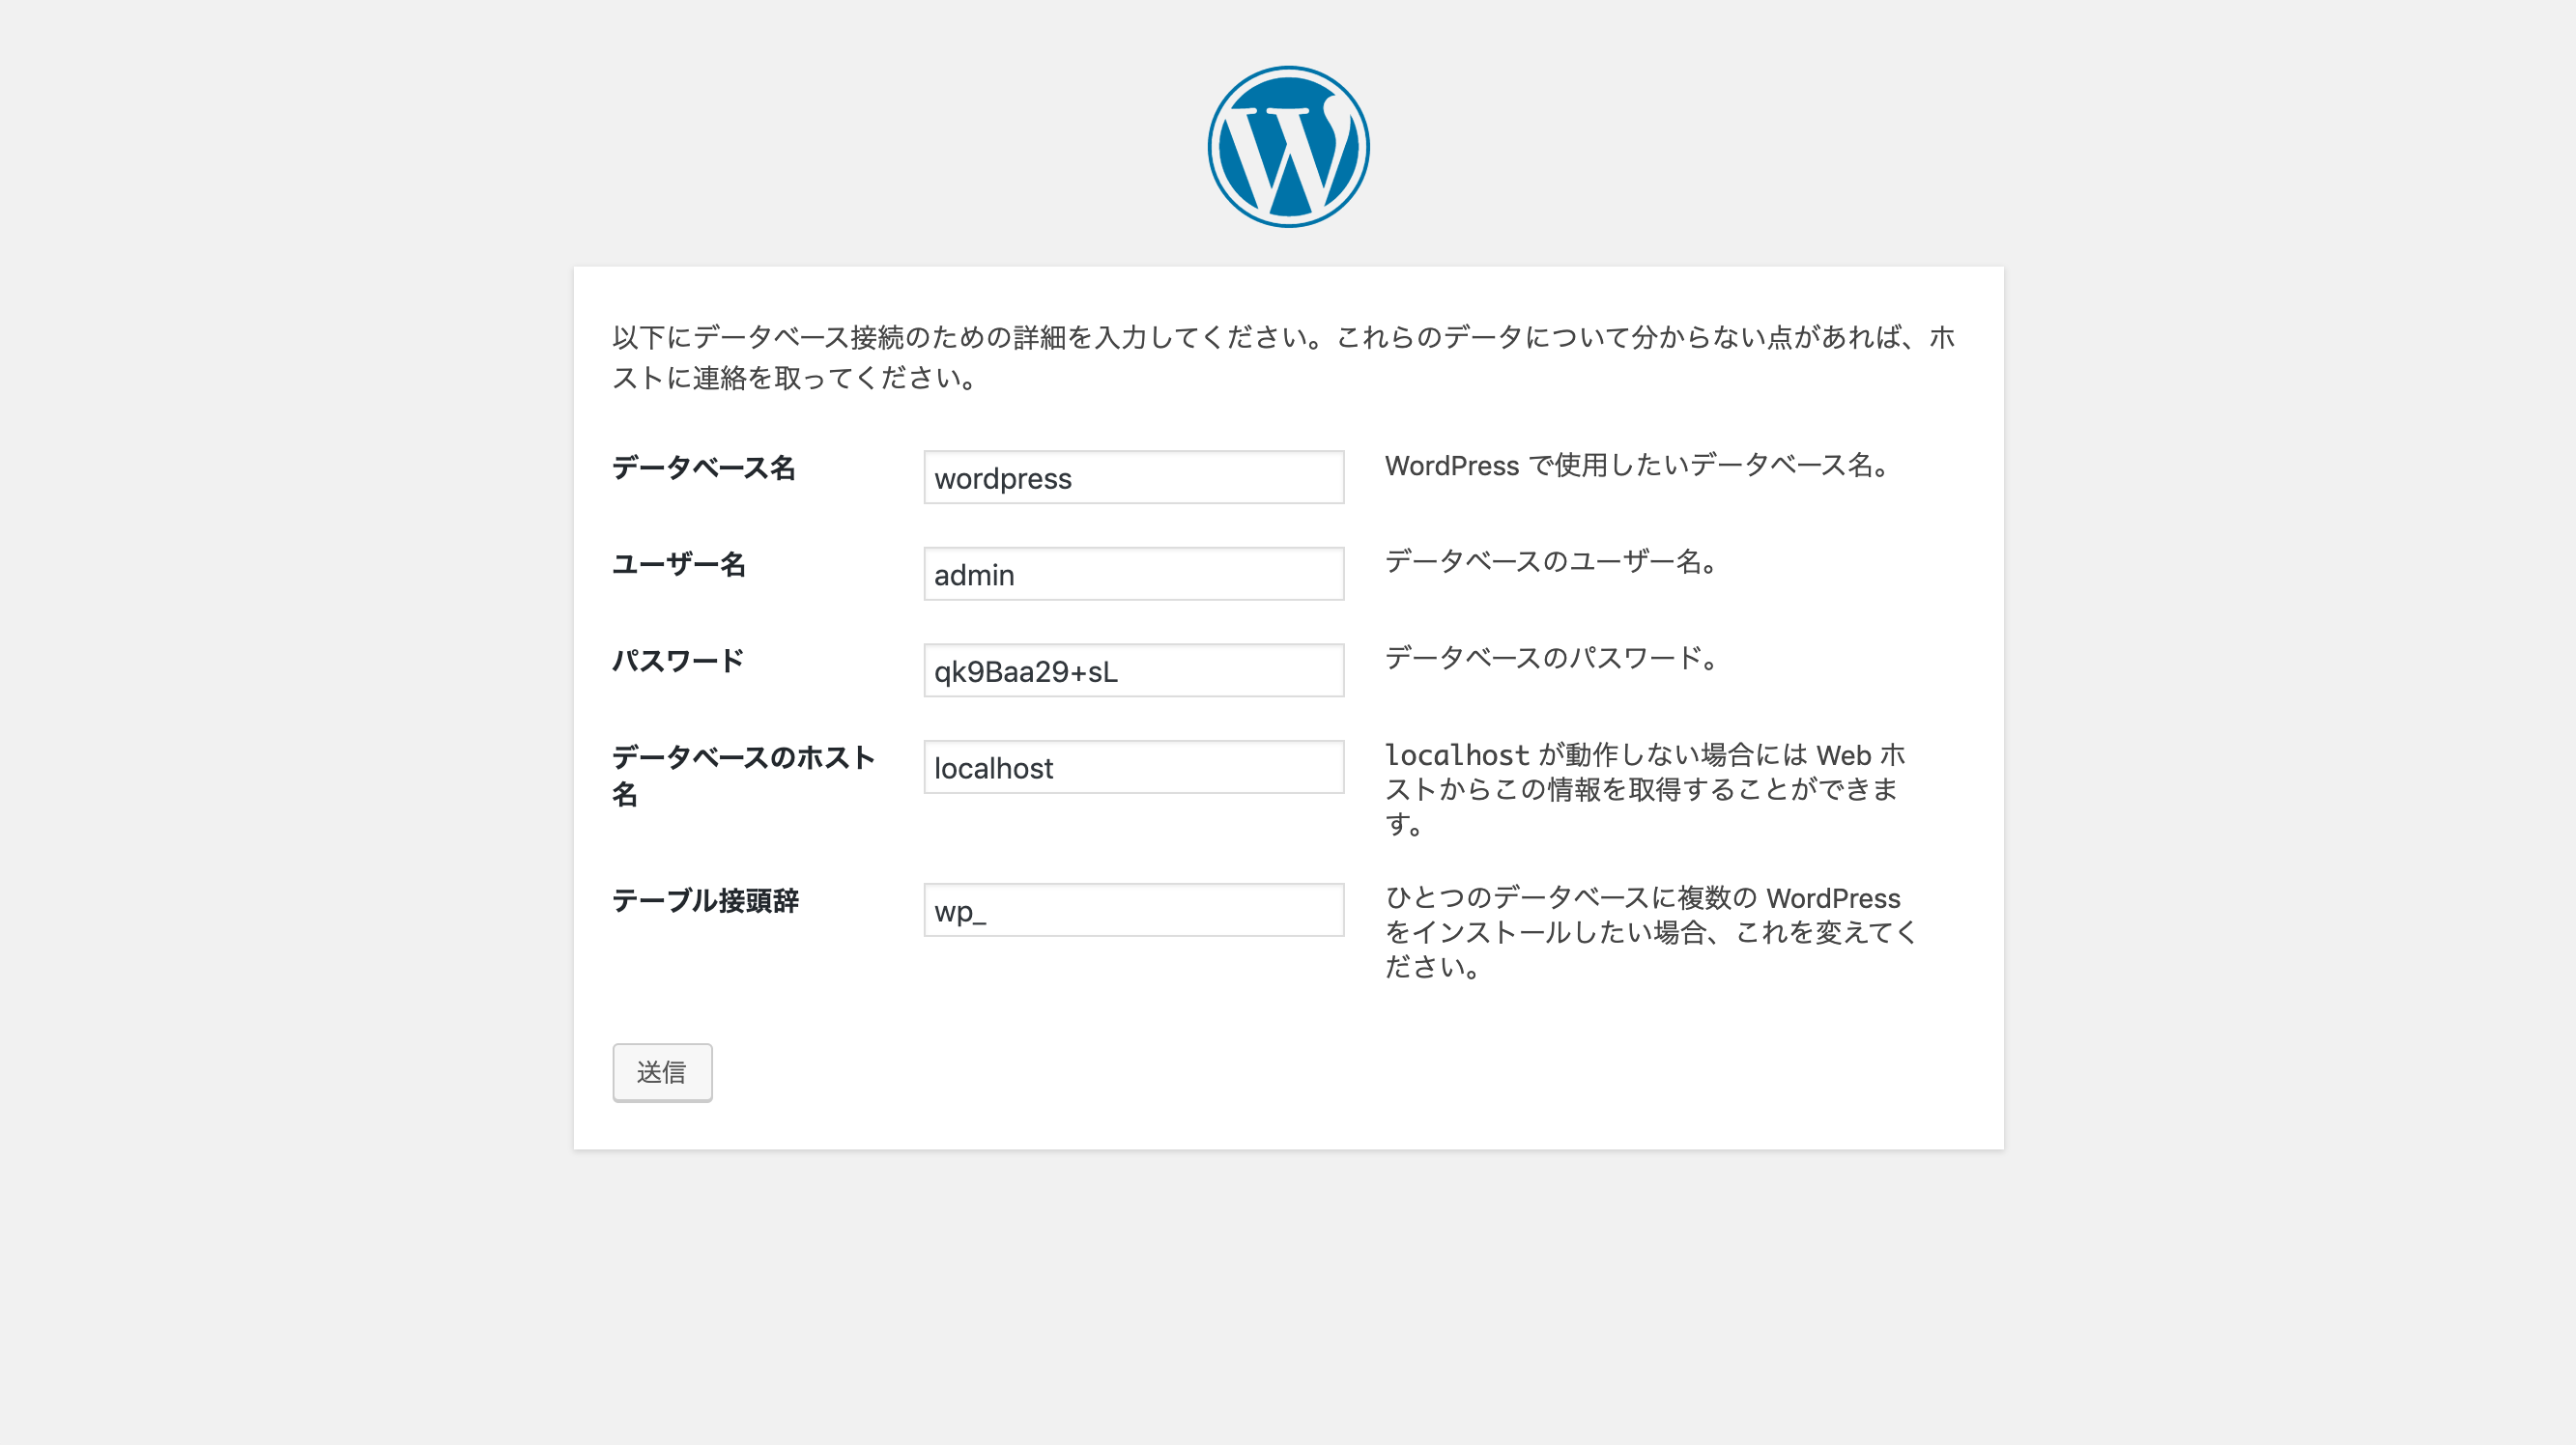 以下にデータベース接続のための詳細を入力してください。これらのデータについて分からない点があれば、ホ
ストに連絡を取ってください。
データベース名
wordpress
WordPress で使用したいデータベース名。
ユーザー名
admin
データベースのユーザー名。
パスワード
qk9Baa29+sL
データベースのパスワード。
データベースのホスト
名
localhost
localhost が動作しない場合には Web ホ
ストからこの情報を取得することができま
す。
テーブル接頭辞
wp_
ひとつのデータベースに複数の WordPress
をインストールしたい場合、これを変えてく
ださい。
送信